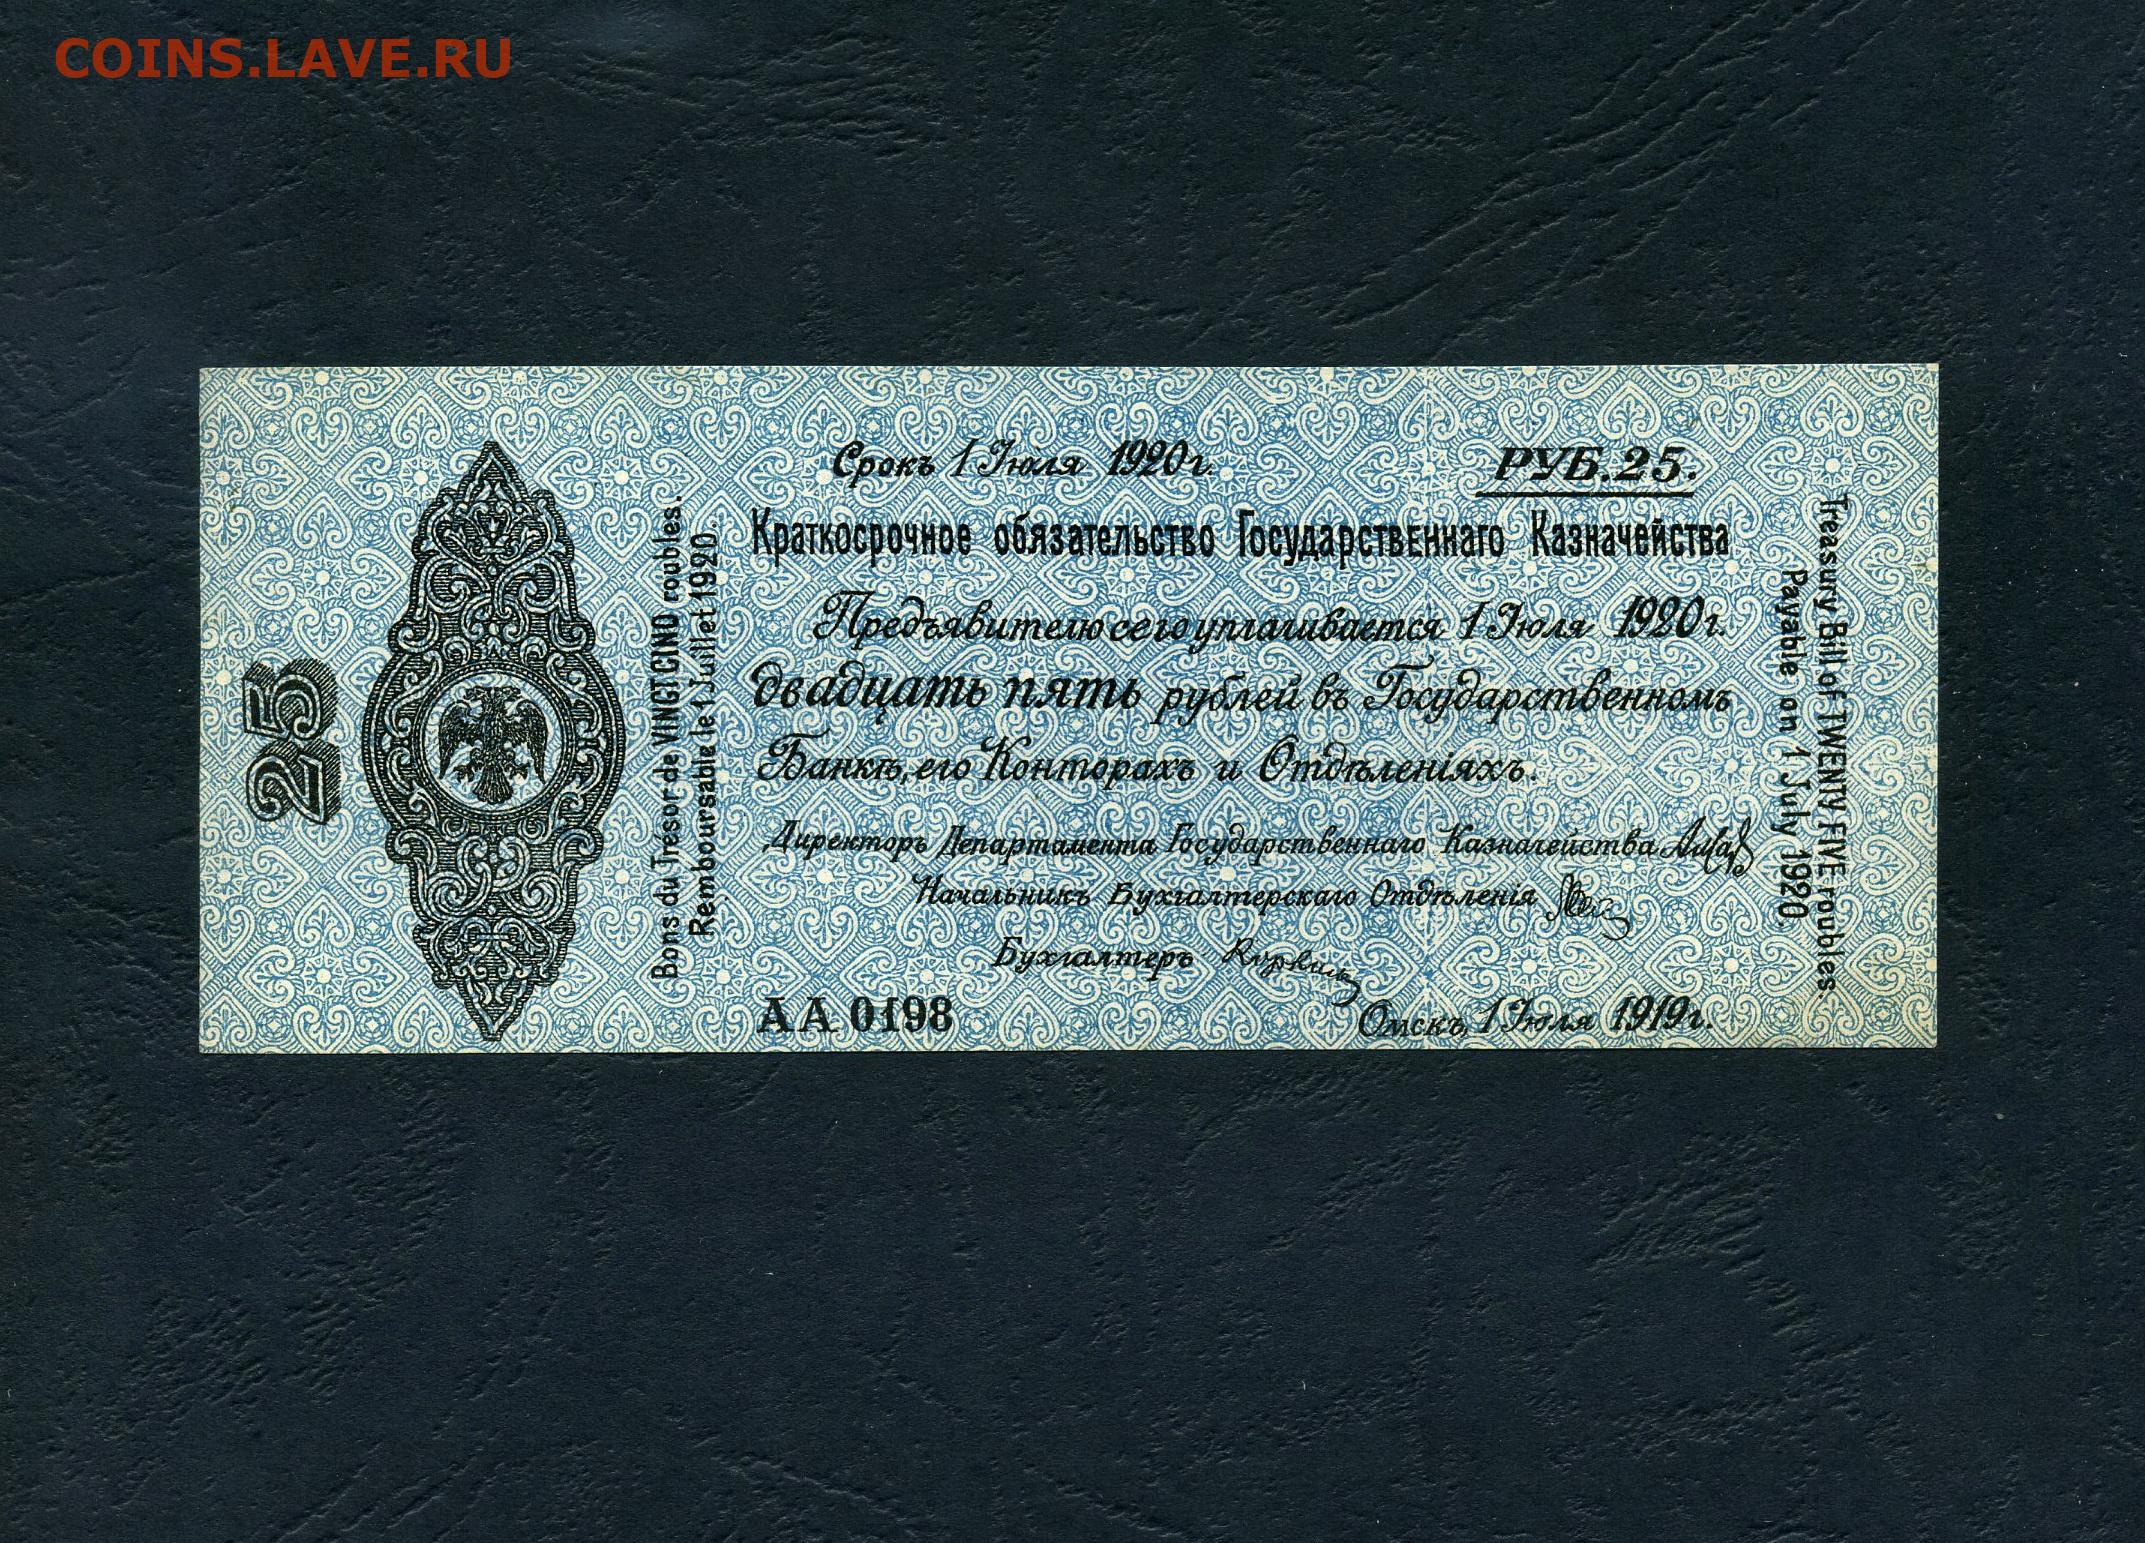 COINS.LAVE.RU
25
Bons du Trésor de VINGT CINQ roubles.
Remboursable le 1 Juillet 1920.
Срокъ 1 Іюля 1920 г.
РУБ. 25.
Краткосрочное обязательство Государственнаго Казначейства
Предъявителю сего уплачивается 1 Іюля 1920 г.
двадцать пять рублей въ Государственномъ
Банкѣ, его Конторахъ и Отдѣленіяхъ.
Директоръ Департамента Государственнаго Казначейства
Начальникъ Бухгалтерскаго Отдѣленія
Бухгалтеръ
АА 0198
Омскъ, 1 Іюля 1919 г.
Treasury Bill of TWENTY FIVE roubles.
Payable on 1 July 1920.